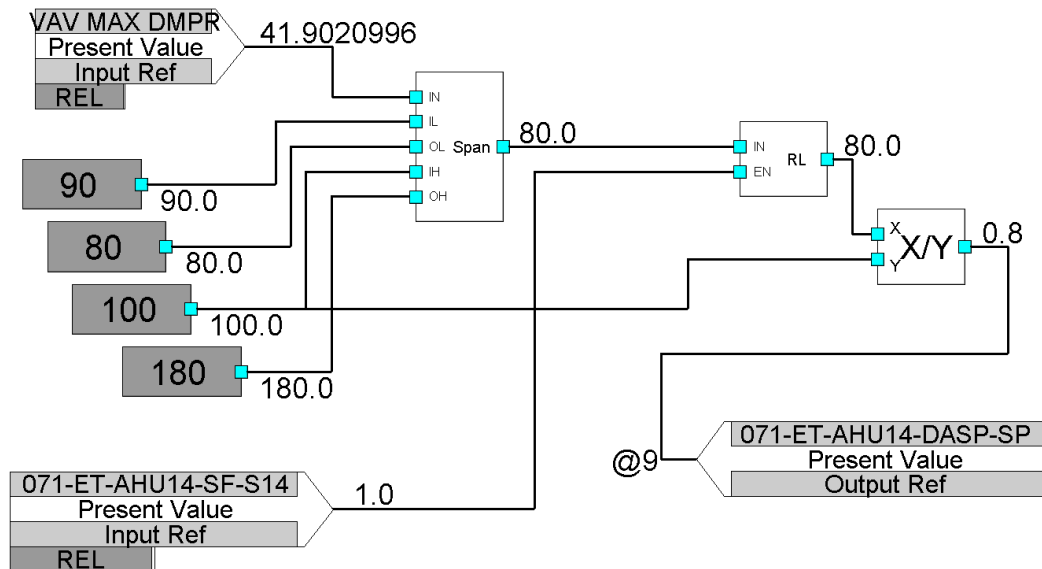 VAV MAX DMPR
Present Value
Input Ref
REL
41.9020996
IN
IL
OL
IH
OH
Span
80.0
90
90.0
80
80.0
100
100.0
180
180.0
IN
EN
RL
80.0
X
Y
X/Y
0.8
071-ET-AHU14-SF-S14
Present Value
Input Ref
REL
1.0
@9
071-ET-AHU14-DASP-SP
Present Value
Output Ref